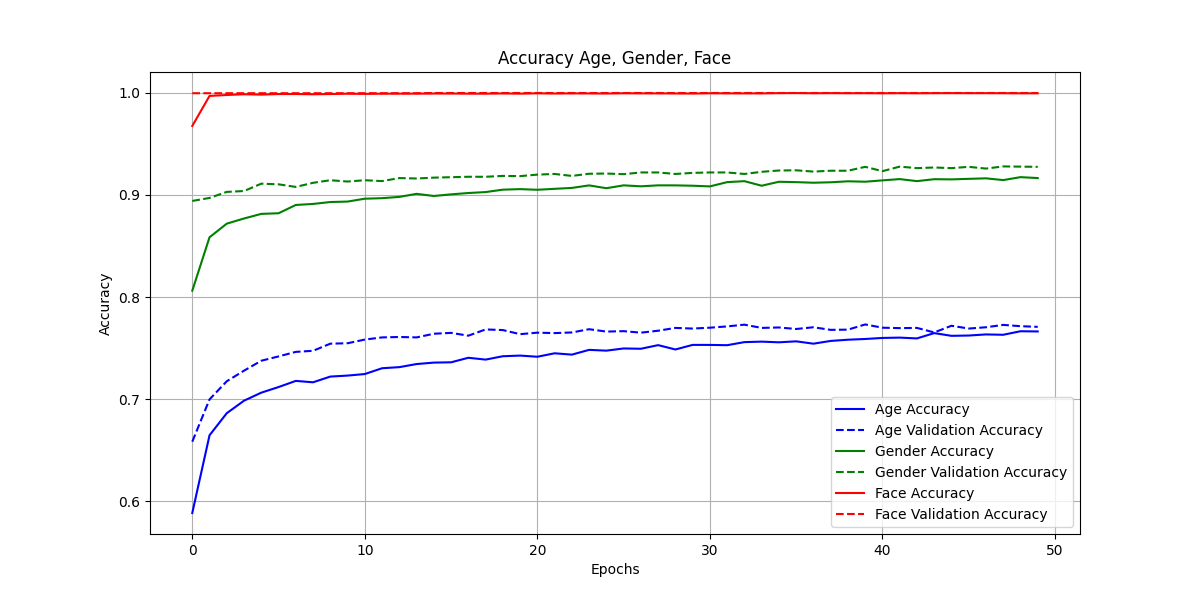 Accuracy Age, Gender, Face
Accuracy
1.0
0.9
0.8
0.7
0.6
0 10 20 30 40 50
Epochs
Age Accuracy
Age Validation Accuracy
Gender Accuracy
Gender Validation Accuracy
Face Accuracy
Face Validation Accuracy